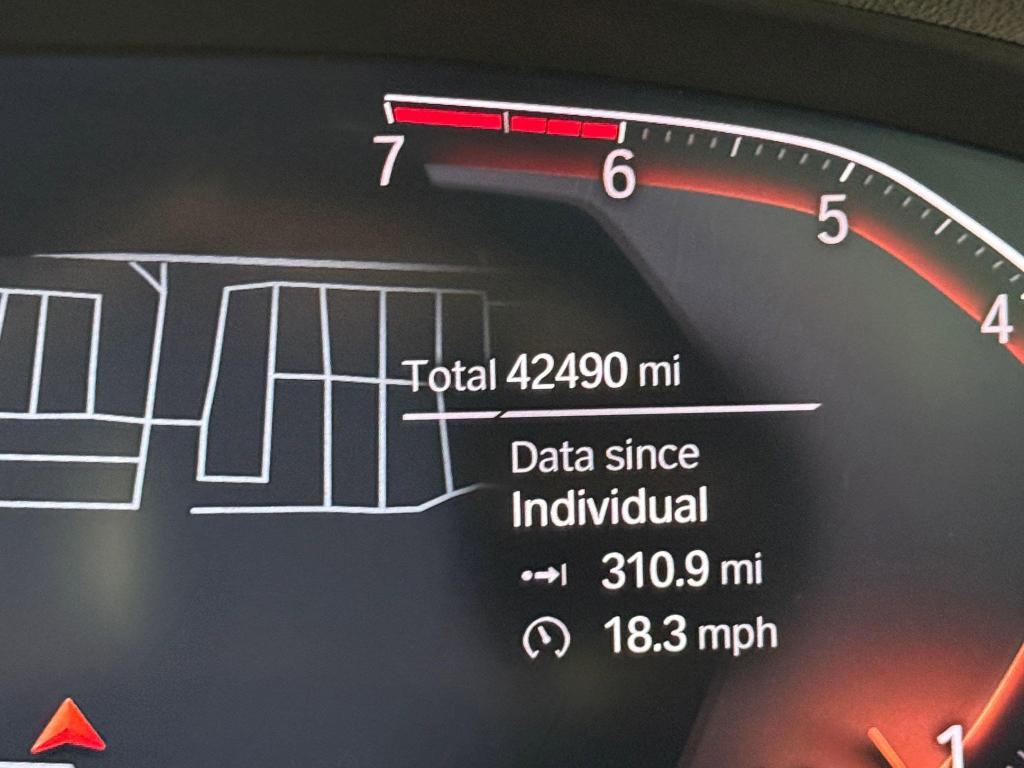 7
6
5
4
Total 42490 mi
Data since
Individual
310.9 mi
18.3 mph
1